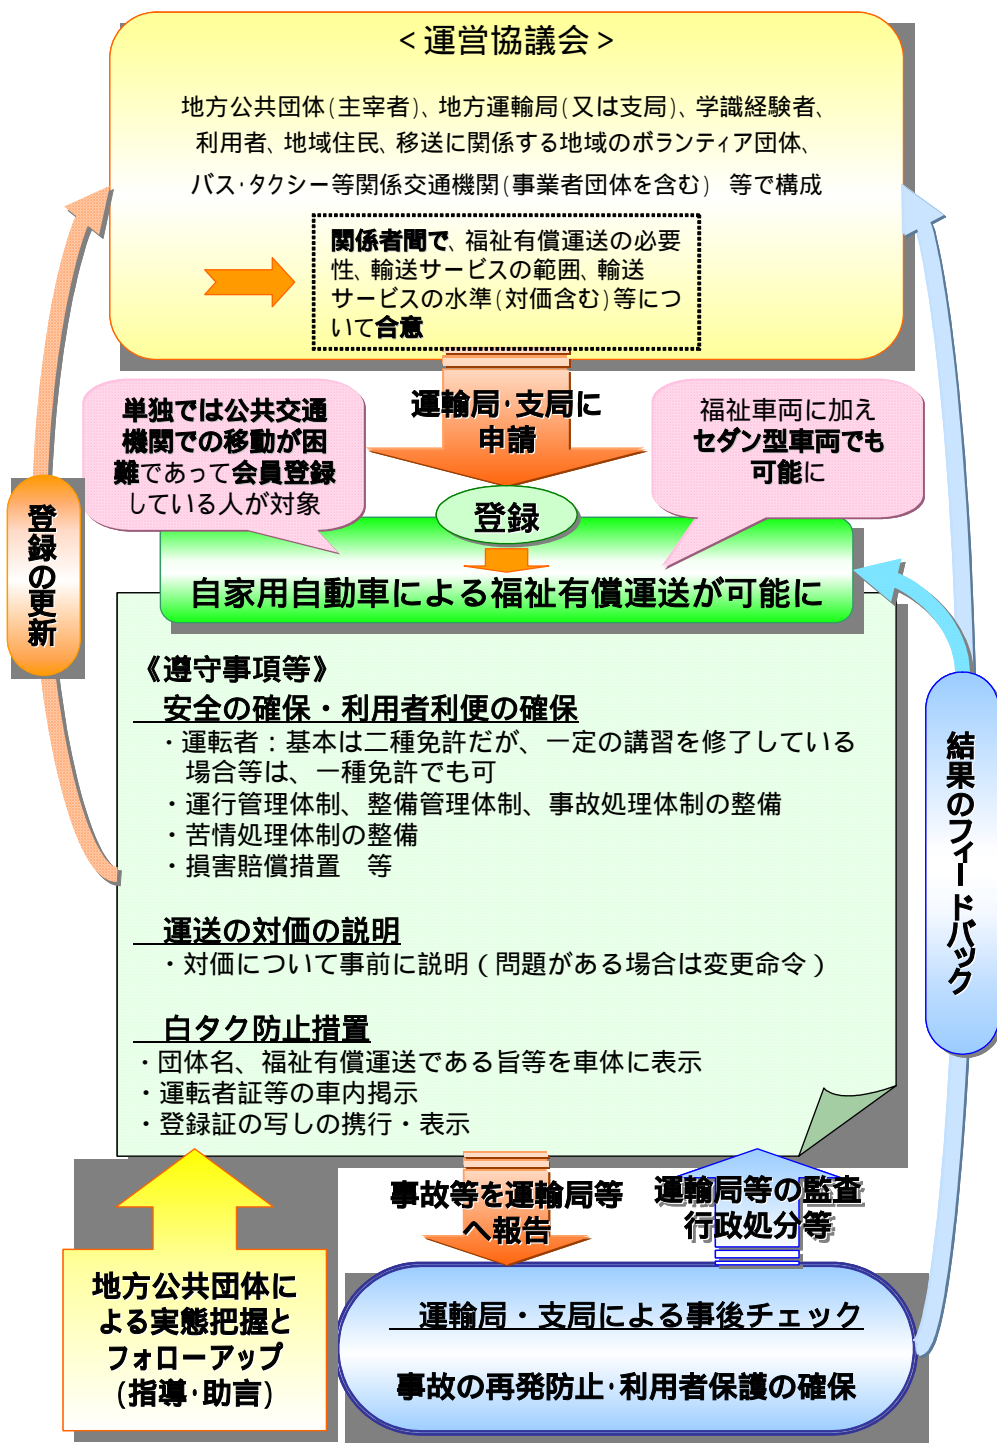 ＜運営協議会＞
地方公共団体(主宰者)、地方運輸局(又は支局)、学識経験者、
利用者、地域住民、移送に関係する地域のボランティア団体、
バス・タクシー等関係交通機関(事業者団体を含む) 等で構成
関係者間で、福祉有償運送の必要
性、輸送サービスの範囲、輸送
サービスの水準(対価含む)等につ
いて合意
運輸局・支局に
申請
単独では公共交通
機関での移動が困
難であって会員登録
している人が対象
福祉車両に加え
セダン型車両でも
可能に
登録
自家用自動車による福祉有償運送が可能に
登録の更新
結果のフィードバック
《遵守事項等》
安全の確保・利用者利便の確保
・運転者：基本は二種免許だが、一定の講習を修了している
場合等は、一種免許でも可
・運行管理体制、整備管理体制、事故処理体制の整備
・苦情処理体制の整備
・損害賠償措置　等
運送の対価の説明
・対価について事前に説明（問題がある場合は変更命令）
白タク防止措置
・団体名、福祉有償運送である旨等を車体に表示
・運転者証等の車内掲示
・登録証の写しの携行・表示
事故等を運輸局等
へ報告
運輸局等の監査
行政処分等
地方公共団体に
よる実態把握と
フォローアップ
(指導・助言)
運輸局・支局による事後チェック
事故の再発防止・利用者保護の確保